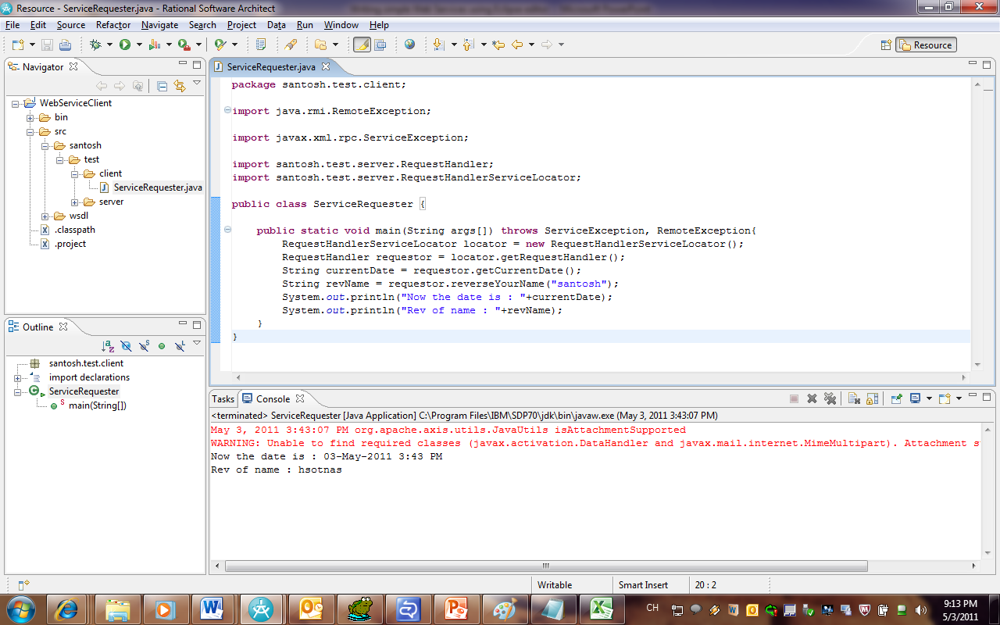 Resource - ServiceRequester.java - Rational Software Architect
File Edit Source Refactor Navigate Search Project Data Run Window Help
Resource
Navigator
WebServiceClient
bin
src
santosh
test
client
ServiceRequester.java
server
wsdl
.classpath
.project
Outline
santosh.test.client
import declarations
ServiceRequester
main(String[])
ServiceRequester.java
package santosh.test.client;
import java.rmi.RemoteException;
import javax.xml.rpc.ServiceException;
import santosh.test.server.RequestHandler;
import santosh.test.server.RequestHandlerServiceLocator;
public class ServiceRequester {
public static void main(String args[]) throws ServiceException, RemoteException{
RequestHandlerServiceLocator locator = new RequestHandlerServiceLocator();
RequestHandler requestor = locator.getRequestHandler();
String currentDate = requestor.getCurrentDate();
String revName = requestor.reverseYourName("santosh");
System.out.println("Now the date is : "+currentDate);
System.out.println("Rev of name : "+revName);
}
}
Tasks Console
<terminated> ServiceRequester [Java Application] C:\Program Files\IBM\SDP70\jdk\bin\javaw.exe (May 3, 2011 3:43:07 PM)
May 3, 2011 3:43:07 PM org.apache.axis.utils.JavaUtils isAttachmentSupported
WARNING: Unable to find required classes (javax.activation.DataHandler and javax.mail.internet.MimeMultipart). Attachment
Now the date is : 03-May-2011 3:43 PM
Rev of name : hsotnas
Writable Smart Insert 20 : 2
CH
9:13 PM
5/3/2011